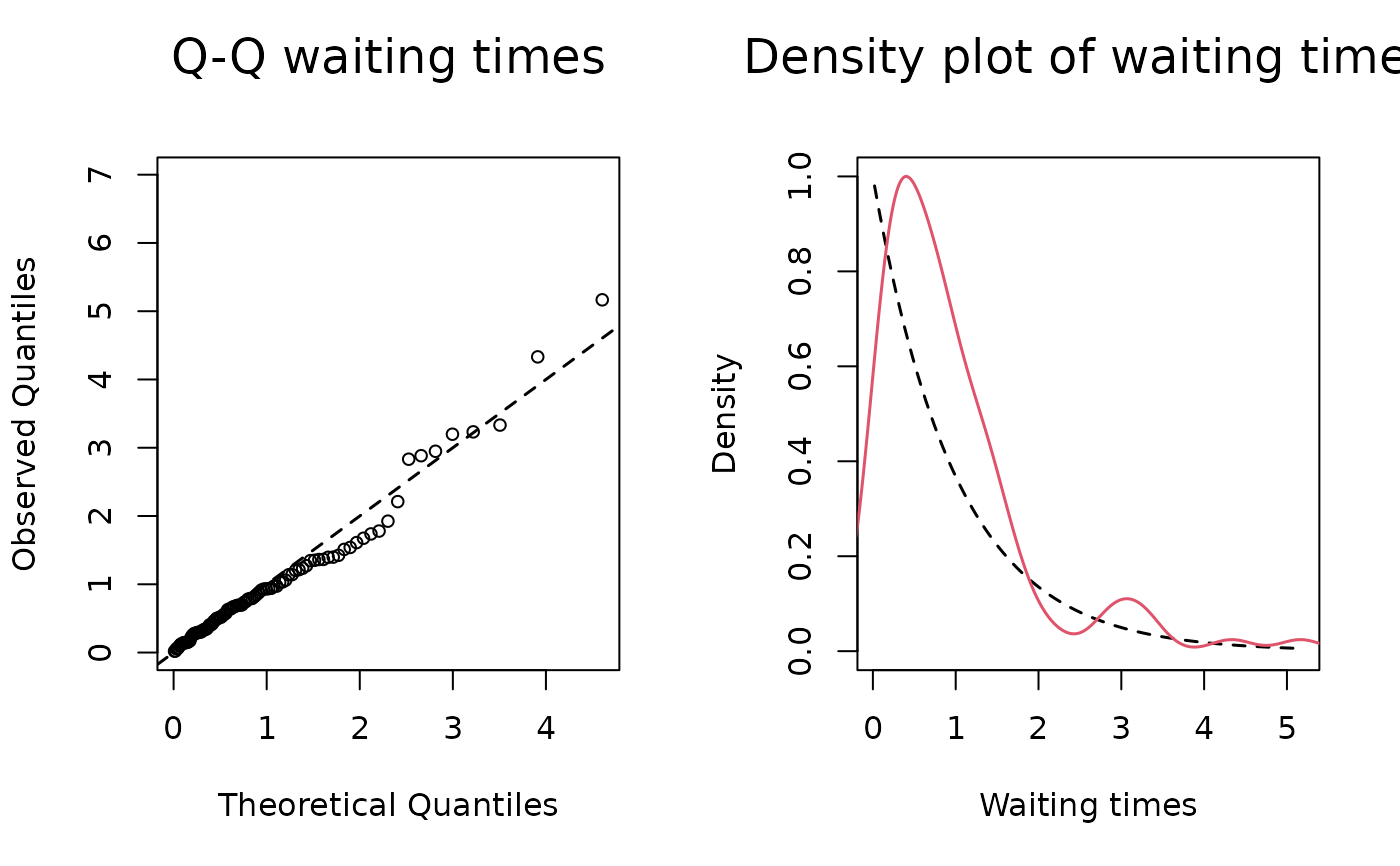 Q-Q waiting times
7
6
5
4
3
2
1
0
Observed Quantiles
0 1 2 3 4
Theoretical Quantiles
Density plot of waiting time
1.0
0.8
0.6
0.4
0.2
0.0
Density
0 1 2 3 4 5
Waiting times